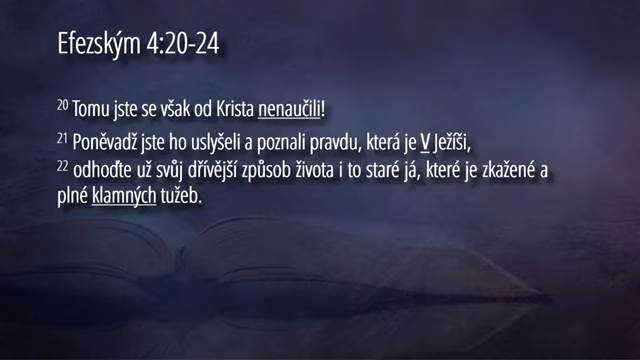 Efezským 4:20-24
20 Tomu jste se však od Krista nenaučili!
21 Poněvadž jste ho uslyšeli a poznali pravdu, která je V Ježíši,
22 odhoďte už svůj dřívější způsob života i to staré já, které je zkažené a
plné klamných tužeb.